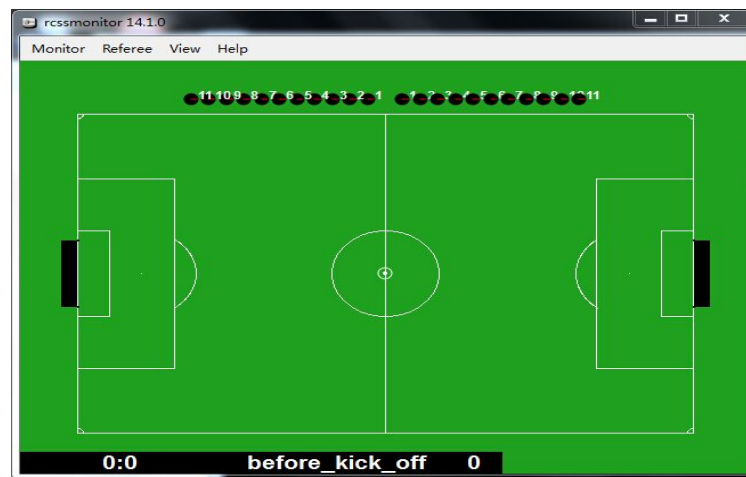 rcssmonitor 14.1.0
Monitor Referee View Help
11 10 9 8 7 6 5 4 3 2 1 1 2 3 4 5 6 7 8 9 10 11
0:0 before_kick_off 0